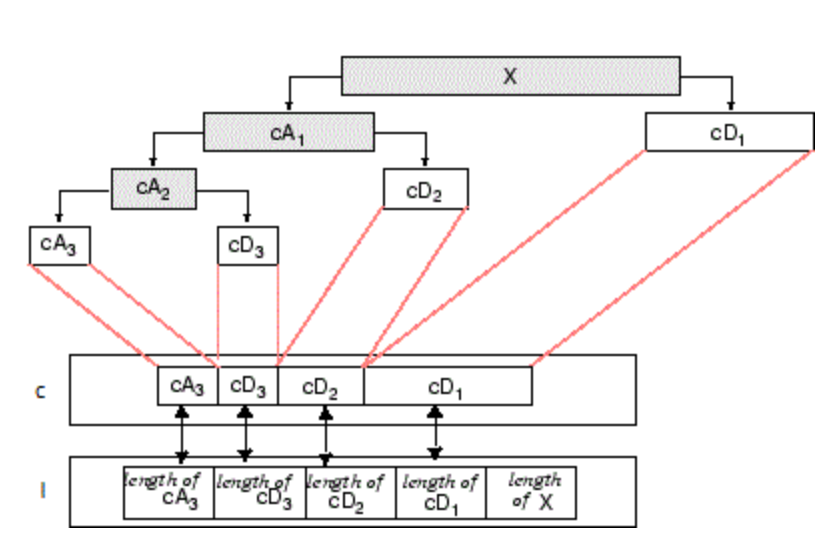 X
cA₁ cD₁
cA₂ cD₂
cA₃ cD₃
c cA₃ cD₃ cD₂ cD₁
l length of cA₃ length of cD₃ length of cD₂ length of cD₁ length of X